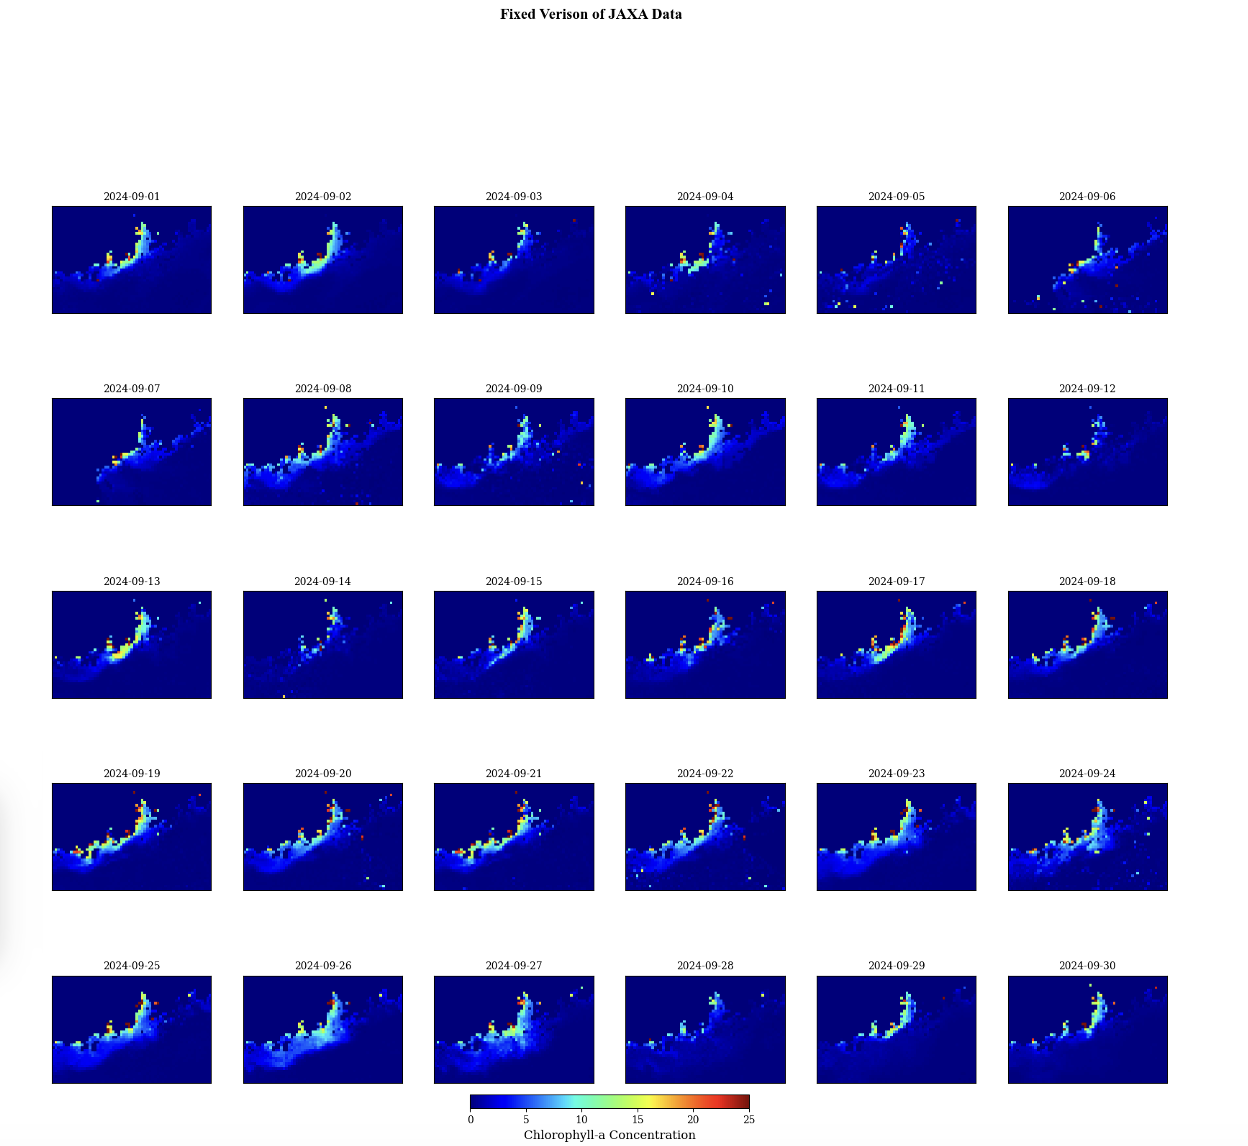 Fixed Verison of JAXA Data
2024-09-01 2024-09-02 2024-09-03 2024-09-04 2024-09-05 2024-09-06
2024-09-07 2024-09-08 2024-09-09 2024-09-10 2024-09-11 2024-09-12
2024-09-13 2024-09-14 2024-09-15 2024-09-16 2024-09-17 2024-09-18
2024-09-19 2024-09-20 2024-09-21 2024-09-22 2024-09-23 2024-09-24
2024-09-25 2024-09-26 2024-09-27 2024-09-28 2024-09-29 2024-09-30
0 5 10 15 20 25
Chlorophyll-a Concentration